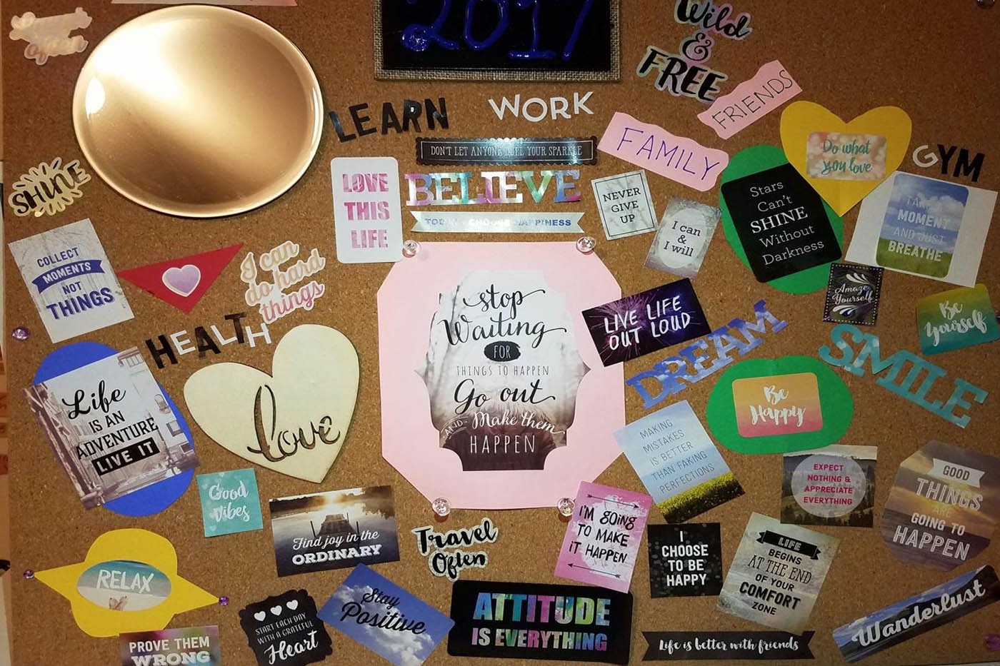 2017
Wild
&
FREE
often
LEARN
WORK
FRIENDS
DON'T LET ANYONE DULL YOUR SPARKLE
FAMILY
Do what
you love
GYM
SHINE
LOVE
THIS
LIFE
BELIEVE
TODAY CHOOSE HAPPINESS
NEVER
GIVE
UP
I can
&
I will
Stars
Can't
SHINE
Without
Darkness
TAKE A
MOMENT
AND JUST
BREATHE
COLLECT
MOMENTS
NOT
THINGS
I can
do hard
things
HEALTH
stop
Waiting
FOR
THINGS TO HAPPEN
Go out
AND Make them
HAPPEN
LIVE LIFE
OUT LOUD
Amaze
Yourself
Be
Yourself
DREAM
SMILE
Life
IS AN
ADVENTURE
LIVE IT
love
Be
Happy
MAKING
MISTAKES
IS BETTER
THAN FAKING
PERFECTIONS
EXPECT
NOTHING &
APPRECIATE
EVERYTHING
GOOD
THINGS
ARE
GOING TO
HAPPEN
Good
vibes
Find joy in the
ORDINARY
Travel
Often
I'M GOING
TO MAKE
IT HAPPEN
I
CHOOSE
TO BE
HAPPY
LIFE
BEGINS
AT THE END
OF YOUR
COMFORT
ZONE
RELAX
PROVE THEM
WRONG
START EACH DAY
WITH A GRATEFUL
Heart
Stay
Positive
ATTITUDE
IS EVERYTHING
Life is better with friends
Wanderlust